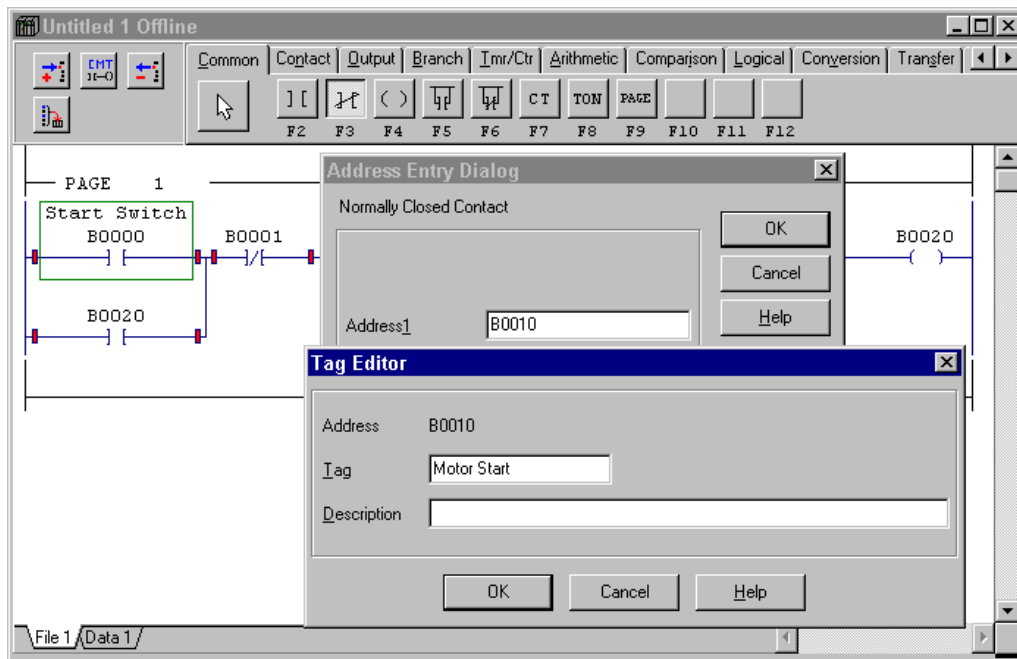 Untitled 1 Offline
Common Contact Output Branch Tmr/Ctr Arithmetic Comparison Logical Conversion Transfer
CMT
CT TON PAGE
F2 F3 F4 F5 F6 F7 F8 F9 F10 F11 F12
PAGE 1
Start Switch
B0000 B0001
B0020
B0020
Address Entry Dialog
Normally Closed Contact
OK
Cancel
Help
Address1 B0010
Tag Editor
Address B0010
Tag Motor Start
Description
OK Cancel Help
File 1 Data 1